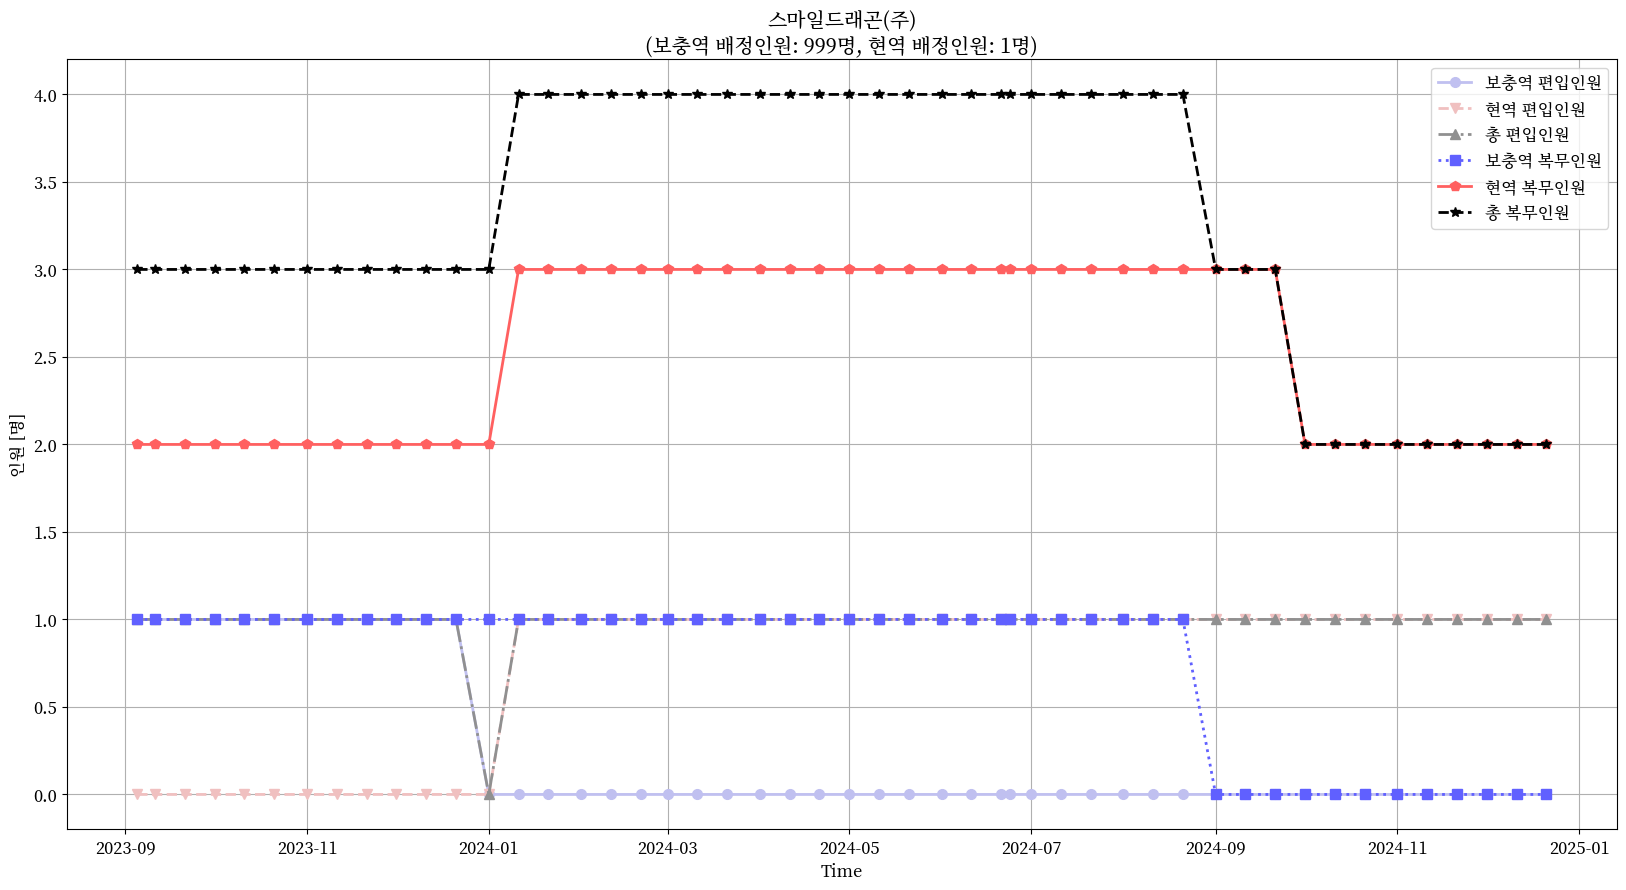 스마일드래곤(주)
(보충역 배정인원: 999명, 현역 배정인원: 1명)
보충역 편입인원
현역 편입인원
총 편입인원
보충역 복무인원
현역 복무인원
총 복무인원
인원 [명]
4.0
3.5
3.0
2.5
2.0
1.5
1.0
0.5
0.0
2023-09
2023-11
2024-01
2024-03
2024-05
2024-07
2024-09
2024-11
2025-01
Time